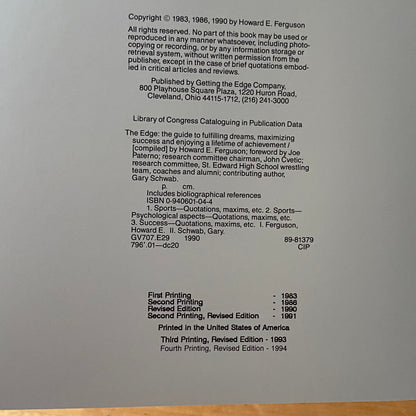 Copyright © 1983, 1986, 1990 by Howard E. Ferguson
All rights reserved. No part of this book may be used or
reproduced in any manner whatsoever, including photo-
copying or recording, or by any information storage or
retrieval system, without written permission from the
publisher, except in the case of brief quotations embod-
ied in critical articles and reviews.
Published by Getting the Edge Company,
800 Playhouse Square Plaza, 1220 Huron Road,
Cleveland, Ohio 44115-1712, (216) 241-3000
Library of Congress Cataloguing in Publication Data
The Edge: the guide to fulfilling dreams, maximizing
success and enjoying a lifetime of achievement /
[compiled] by Howard E. Ferguson; foreword by Joe
Paterno; research committee chairman, John Cvetic;
research committee, St. Edward High School wrestling
team, coaches and alumni; contributing author,
Gary Schwab.
p. cm.
Includes bibliographical references
ISBN 0-940601-04-4
1. Sports—Quotations, maxims, etc. 2. Sports—
Psychological aspects—Quotations, maxims, etc.
3. Success—Quotations, maxims, etc. I. Ferguson,
Howard E. II. Schwab, Gary.
GV707.E29 1990 89-81379
796'.01—dc20 CIP
First Printing - 1983
Second Printing - 1986
Revised Edition - 1990
Second Printing, Revised Edition - 1991
Printed in the United States of America
Third Printing, Revised Edition - 1993
Fourth Printing, Revised Edition - 1994